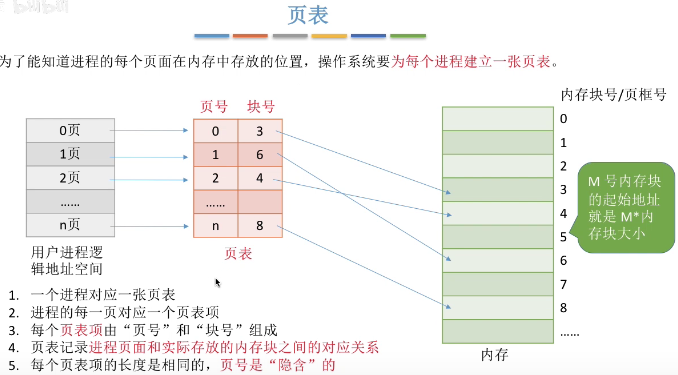 页表
为了能知道进程的每个页面在内存中存放的位置，操作系统要为每个进程建立一张页表。
页号 块号
内存块号/页框号
0页
1页
2页
……
n页
用户进程逻
辑地址空间
0 3
1 6
2 4
……
n 8
页表
0
1
2
3
4
5
6
7
8
……
内存
M 号内存块
的起始地址
就是 M*内
存块大小
1. 一个进程对应一张页表
2. 进程的每一页对应一个页表项
3. 每个页表项由“页号”和“块号”组成
4. 页表记录进程页面和实际存放的内存块之间的对应关系
5. 每个页表项的长度是相同的，页号是“隐含”的